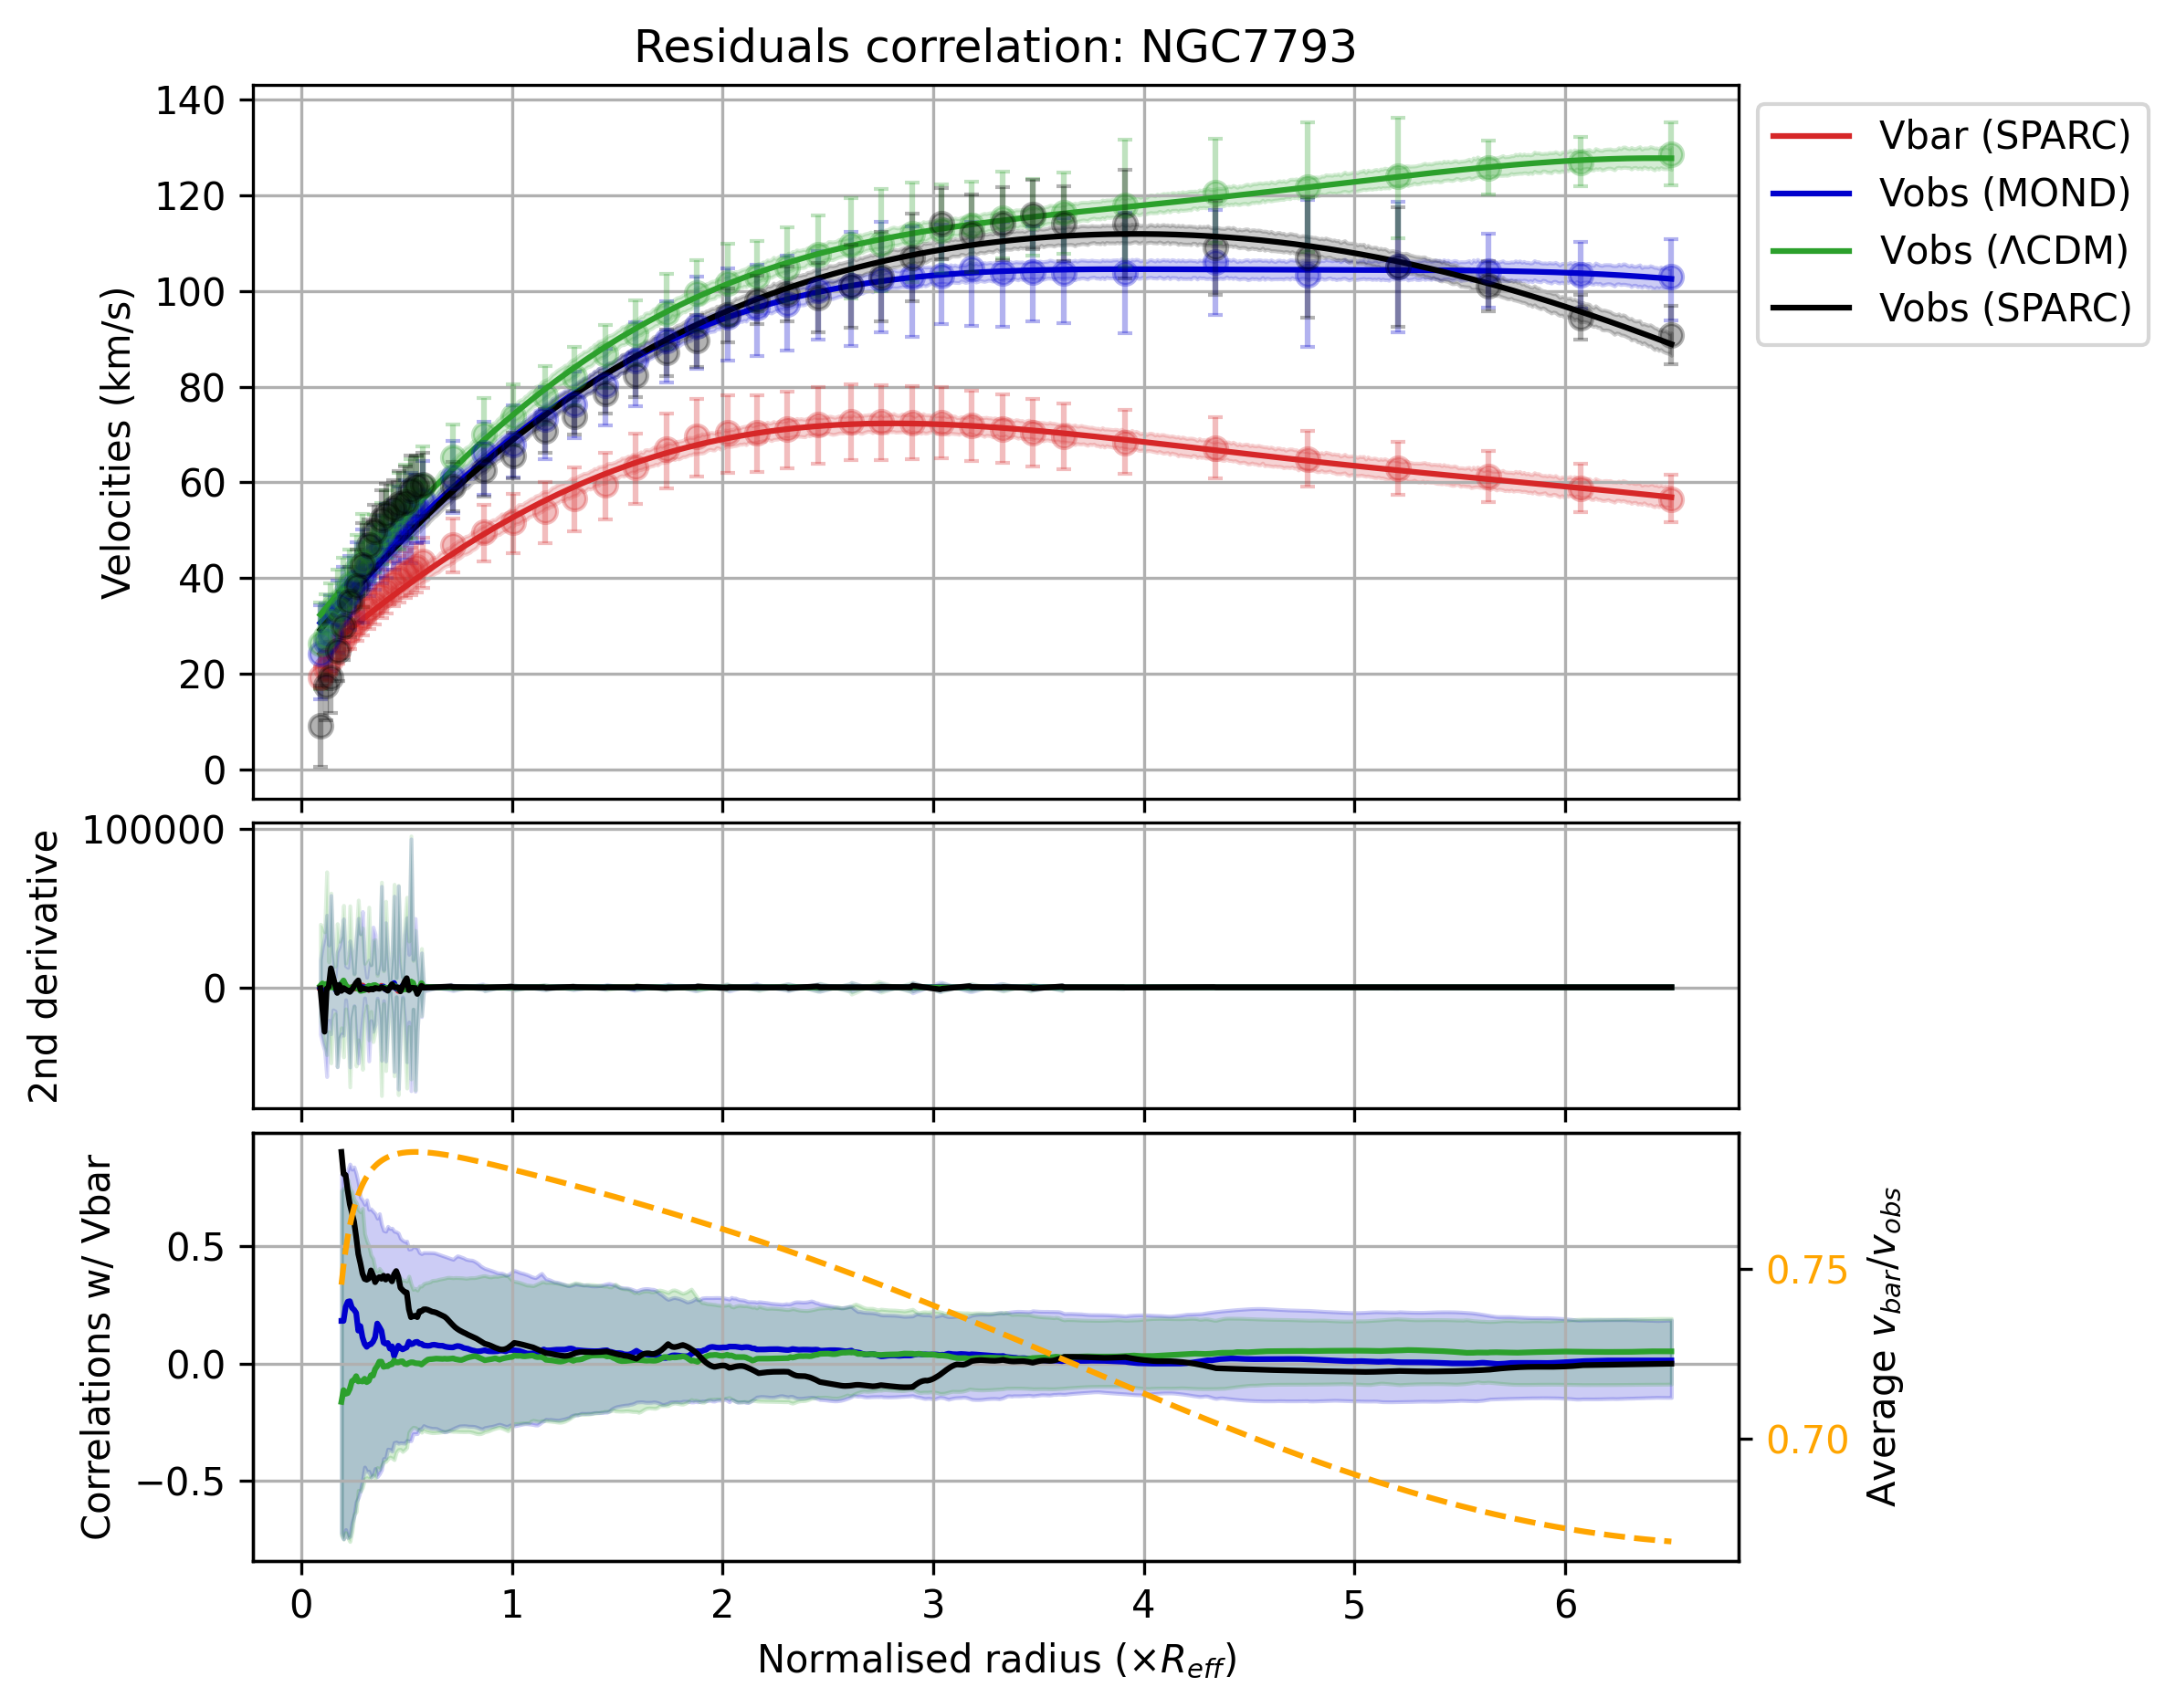 Residuals correlation: NGC7793
140
120
100
80
60
40
20
0
Velocities (km/s)
Vbar (SPARC)
Vobs (MOND)
Vobs (ΛCDM)
Vobs (SPARC)
100000
0
2nd derivative
0.5
0.0
−0.5
Correlations w/ Vbar
0.75
0.70
Average v_bar/v_obs
0 1 2 3 4 5 6
Normalised radius (×R_eff)